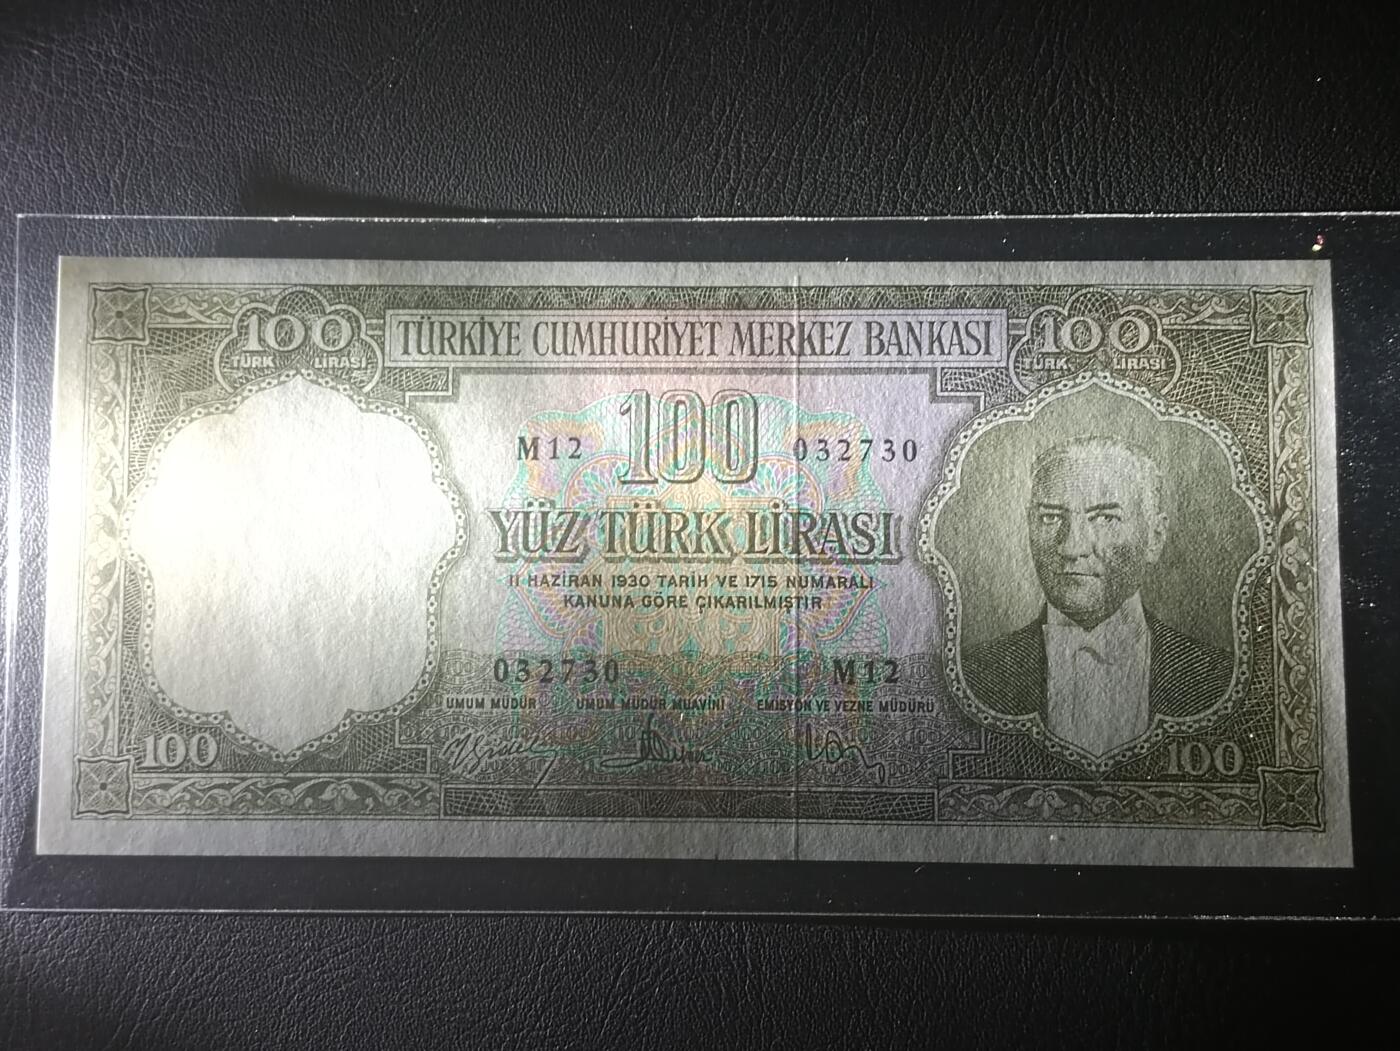 100 TÜRKİYE CUMHURİYET MERKEZ BANKASI 100
TÜRK LİRASI TÜRK LİRASI
100
M12 032730
YÜZ TÜRK LİRASI
11 HAZİRAN 1930 TARİH VE 1715 NUMARALI
KANUNA GÖRE ÇIKARILMIŞTIR
032730 M12
UMUM MÜDÜR UMUM MÜDÜR MUAVİNİ EMİSYON VE VEZNE MÜDÜRÜ
100 100